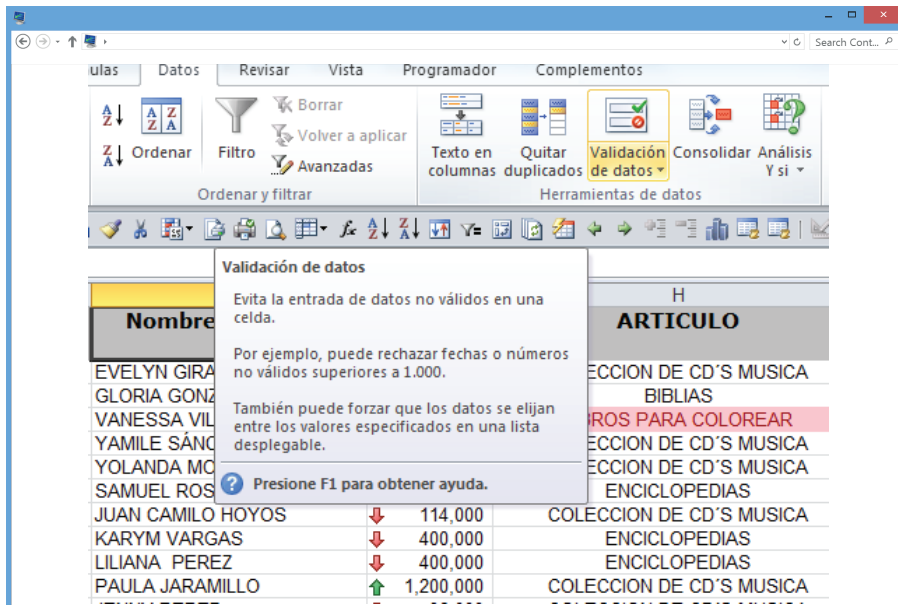 Search Cont...
ulas Datos Revisar Vista Programador Complementos
Borrar
Volver a aplicar
Avanzadas
Ordenar
Filtro
Texto en columnas
Quitar duplicados
Validación de datos
Consolidar
Análisis Y si
Ordenar y filtrar
Herramientas de datos
Validación de datos
Evita la entrada de datos no válidos en una
celda.
Por ejemplo, puede rechazar fechas o números
no válidos superiores a 1.000.
También puede forzar que los datos se elijan
entre los valores especificados en una lista
desplegable.
Presione F1 para obtener ayuda.
H
Nombre ARTICULO
EVELYN GIRA ECCION DE CD´S MUSICA
GLORIA GONZ BIBLIAS
VANESSA VIL ROS PARA COLOREAR
YAMILE SÁNC ECCION DE CD´S MUSICA
YOLANDA MO ECCION DE CD´S MUSICA
SAMUEL ROS ENCICLOPEDIAS
JUAN CAMILO HOYOS 114,000 COLECCION DE CD´S MUSICA
KARYM VARGAS 400,000 ENCICLOPEDIAS
LILIANA PEREZ 400,000 ENCICLOPEDIAS
PAULA JARAMILLO 1,200,000 COLECCION DE CD´S MUSICA